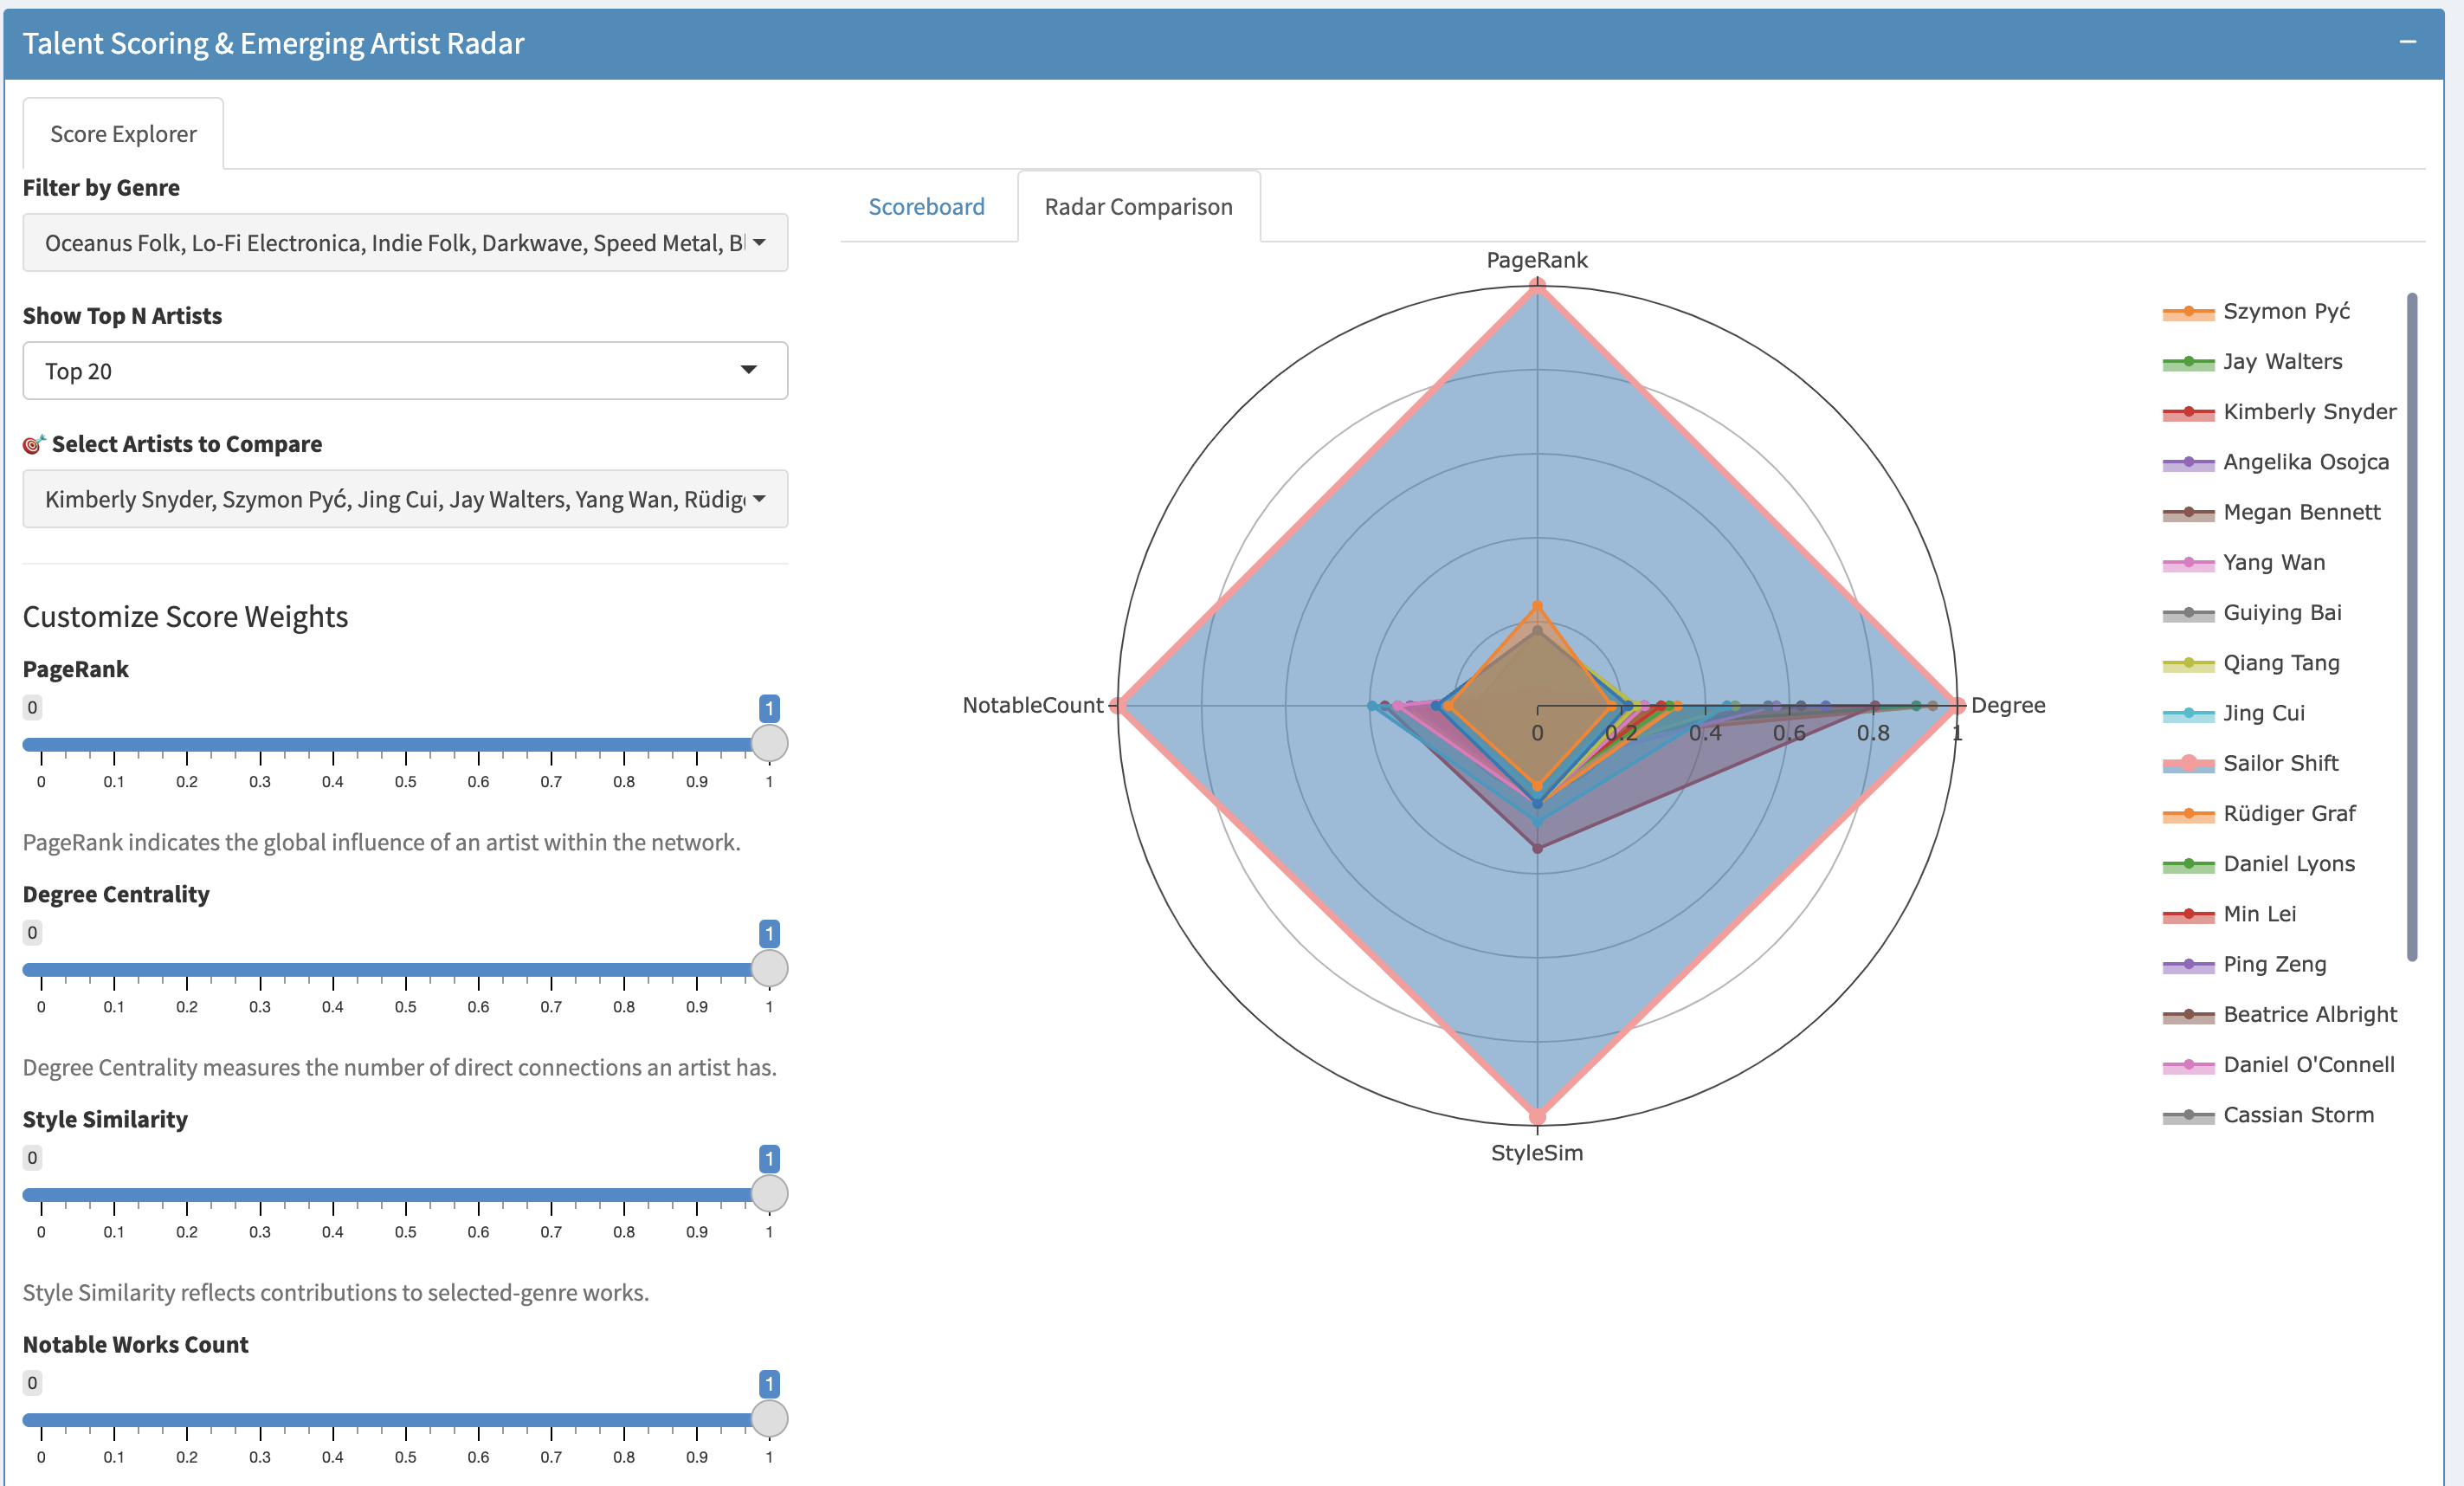 Talent Scoring & Emerging Artist Radar
Score Explorer
Filter by Genre
Oceanus Folk, Lo-Fi Electronica, Indie Folk, Darkwave, Speed Metal, Bl
Show Top N Artists
Top 20
Select Artists to Compare
Kimberly Snyder, Szymon Pyć, Jing Cui, Jay Walters, Yang Wan, Rüdig
Customize Score Weights
PageRank
0 1
0 0.1 0.2 0.3 0.4 0.5 0.6 0.7 0.8 0.9 1
PageRank indicates the global influence of an artist within the network.
Degree Centrality
0 1
0 0.1 0.2 0.3 0.4 0.5 0.6 0.7 0.8 0.9 1
Degree Centrality measures the number of direct connections an artist has.
Style Similarity
0 1
0 0.1 0.2 0.3 0.4 0.5 0.6 0.7 0.8 0.9 1
Style Similarity reflects contributions to selected-genre works.
Notable Works Count
0 1
0 0.1 0.2 0.3 0.4 0.5 0.6 0.7 0.8 0.9 1
Scoreboard
Radar Comparison
PageRank
NotableCount
Degree
0 0.2 0.4 0.6 0.8 1
StyleSim
Szymon Pyć
Jay Walters
Kimberly Snyder
Angelika Osojca
Megan Bennett
Yang Wan
Guiying Bai
Qiang Tang
Jing Cui
Sailor Shift
Rüdiger Graf
Daniel Lyons
Min Lei
Ping Zeng
Beatrice Albright
Daniel O'Connell
Cassian Storm